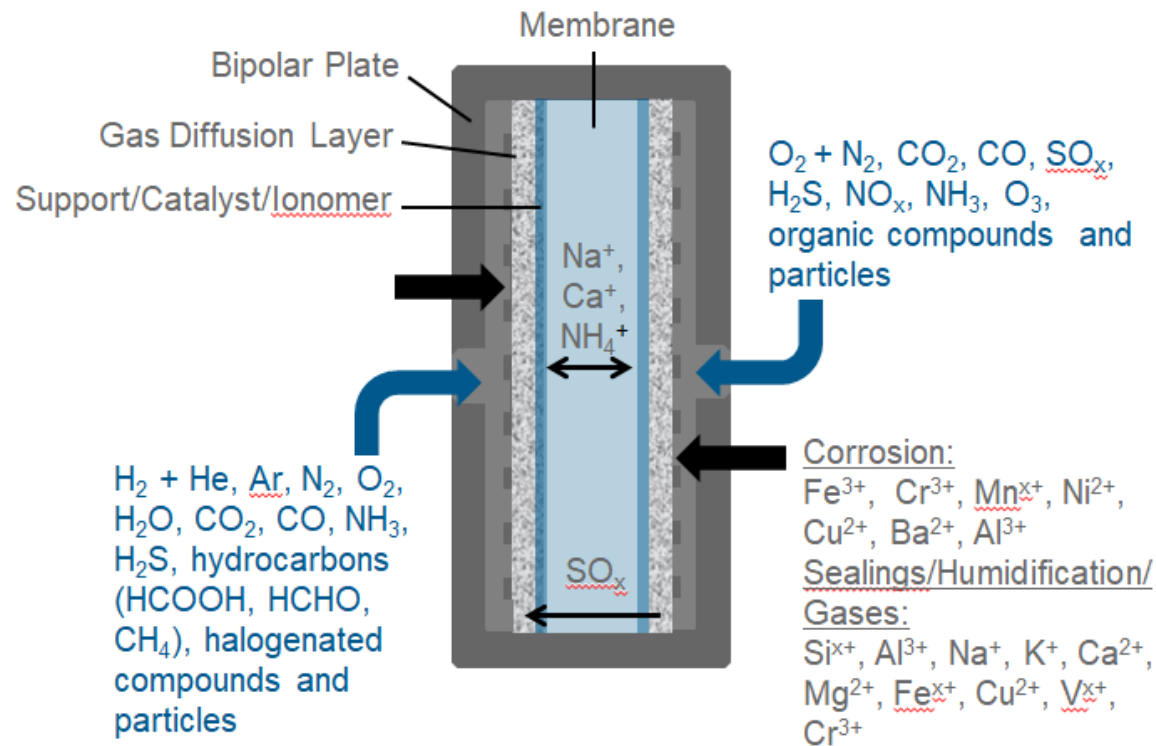 Membrane
Bipolar Plate
Gas Diffusion Layer
Support/Catalyst/Ionomer
O₂ + N₂, CO₂, CO, SOₓ,
H₂S, NOₓ, NH₃, O₃,
organic compounds and
particles
Na⁺,
Ca⁺,
NH₄⁺
H₂ + He, Ar, N₂, O₂,
H₂O, CO₂, CO, NH₃,
H₂S, hydrocarbons
(HCOOH, HCHO,
CH₄), halogenated
compounds and
particles
SOₓ
Corrosion:
Fe³⁺, Cr³⁺, Mnˣ⁺, Ni²⁺,
Cu²⁺, Ba²⁺, Al³⁺
Sealings/Humidification/
Gases:
Siˣ⁺, Al³⁺, Na⁺, K⁺, Ca²⁺,
Mg²⁺, Feˣ⁺, Cu²⁺, Vˣ⁺,
Cr³⁺